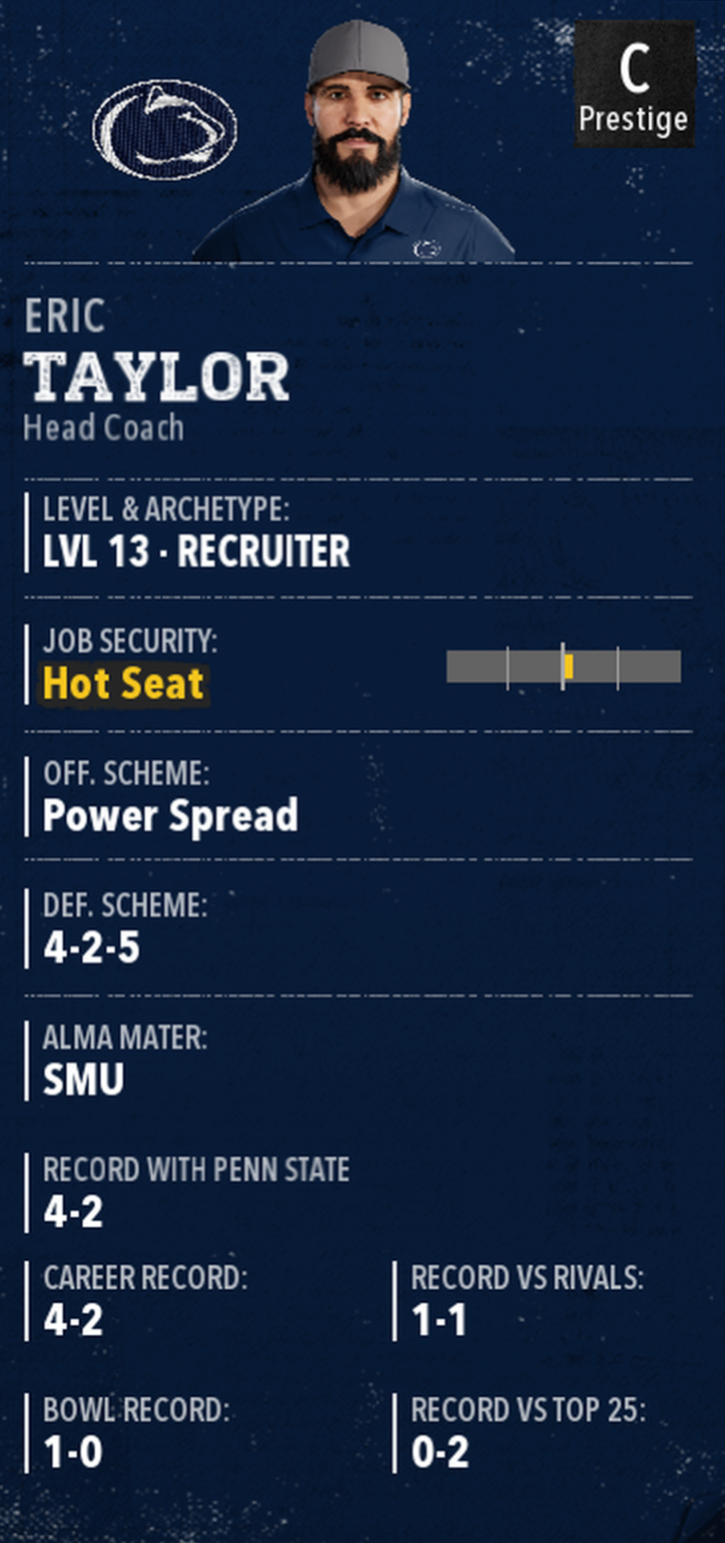 C
Prestige
ERIC
TAYLOR
Head Coach
LEVEL & ARCHETYPE:
LVL 13 · RECRUITER
JOB SECURITY:
Hot Seat
OFF. SCHEME:
Power Spread
DEF. SCHEME:
4-2-5
ALMA MATER:
SMU
RECORD WITH PENN STATE
4-2
CAREER RECORD:
4-2
RECORD VS RIVALS:
1-1
BOWL RECORD:
1-0
RECORD VS TOP 25:
0-2